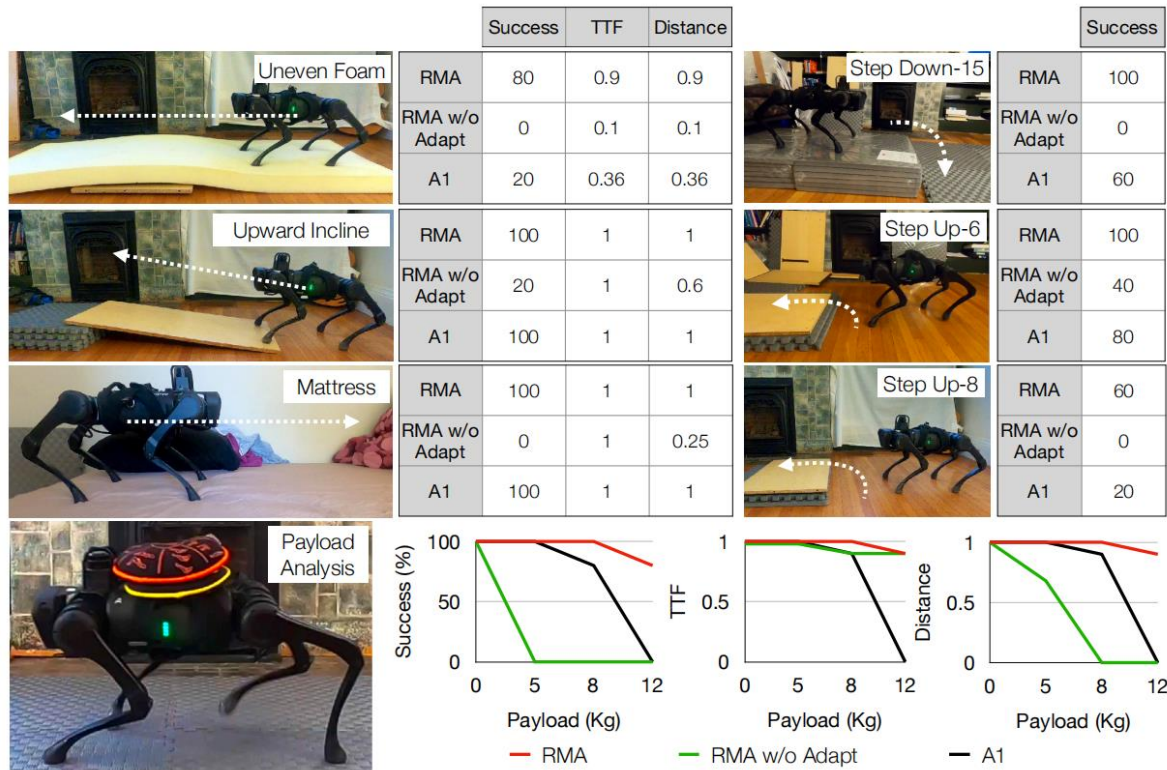 Success TTF Distance
Success
Uneven Foam
RMA 80 0.9 0.9
RMA w/o Adapt 0 0.1 0.1
A1 20 0.36 0.36
Step Down-15
RMA 100
RMA w/o Adapt 0
A1 60
Upward Incline
RMA 100 1 1
RMA w/o Adapt 20 1 0.6
A1 100 1 1
Step Up-6
RMA 100
RMA w/o Adapt 40
A1 80
Mattress
RMA 100 1 1
RMA w/o Adapt 0 1 0.25
A1 100 1 1
Step Up-8
RMA 60
RMA w/o Adapt 0
A1 20
Payload
Analysis
Success (%)
100
50
0
0 5 8 12
Payload (Kg)
TTF
1
0.5
0
0 5 8 12
Payload (Kg)
Distance
1
0.5
0
0 5 8 12
Payload (Kg)
RMA RMA w/o Adapt A1